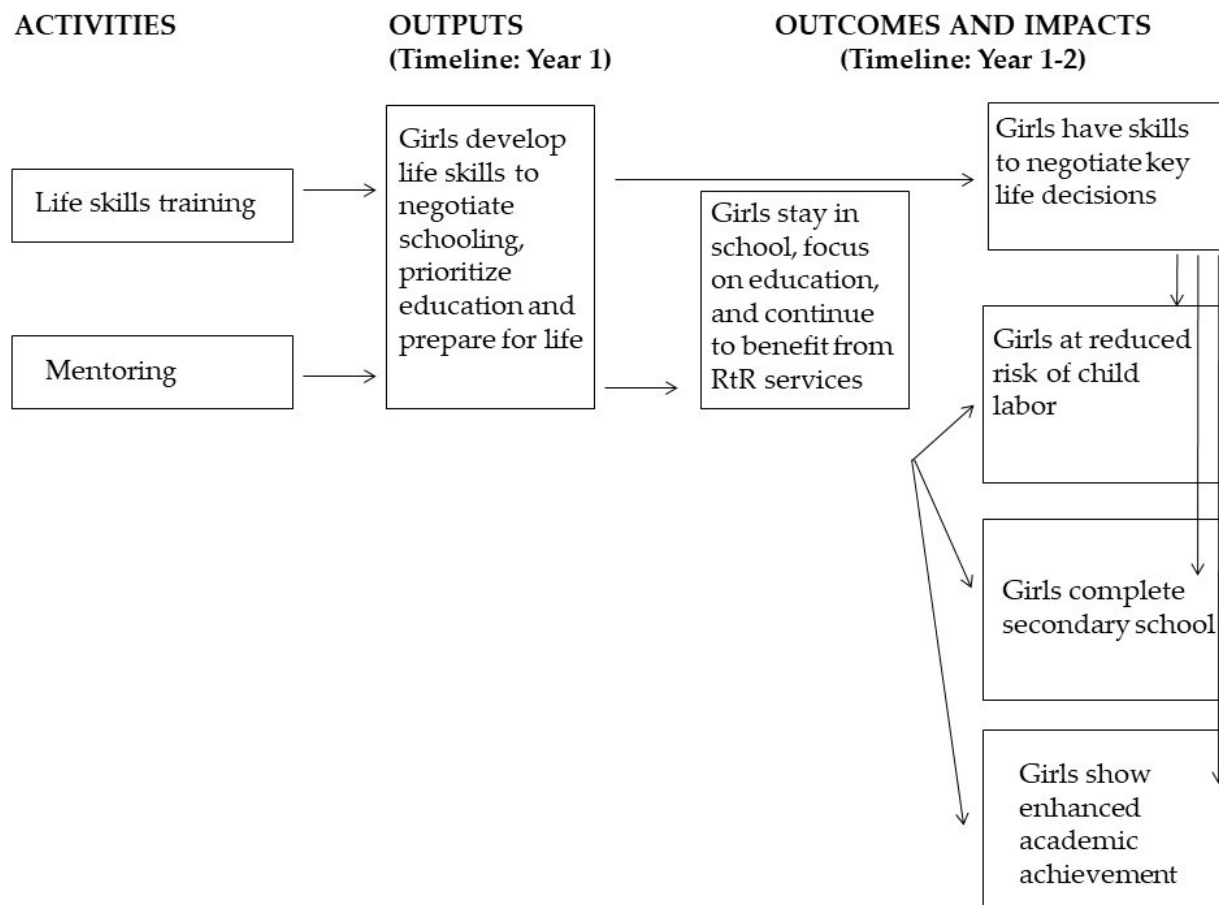 ACTIVITIES
OUTPUTS
(Timeline: Year 1)
OUTCOMES AND IMPACTS
(Timeline: Year 1-2)
Life skills training
Mentoring
Girls develop
life skills to
negotiate
schooling,
prioritize
education and
prepare for life
Girls stay in
school, focus
on education,
and continue
to benefit from
RtR services
Girls have skills
to negotiate key
life decisions
Girls at reduced
risk of child
labor
Girls complete
secondary school
Girls show
enhanced
academic
achievement